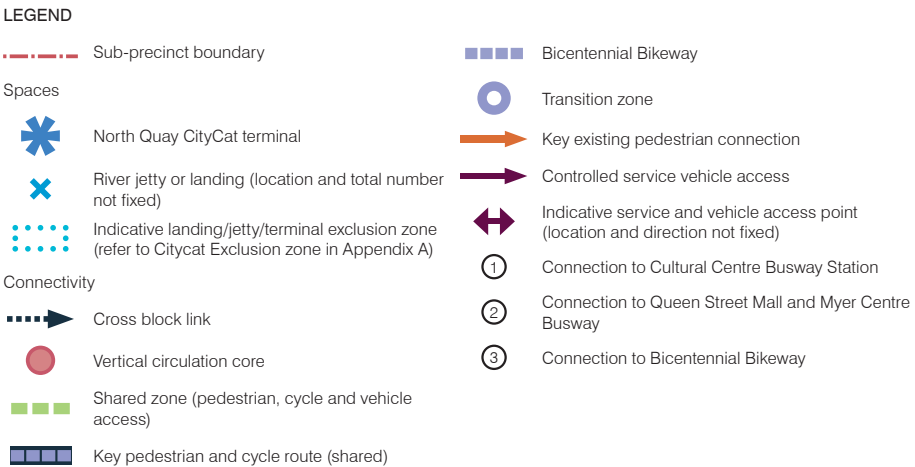 LEGEND
Sub-precinct boundary
Spaces
North Quay CityCat terminal
River jetty or landing (location and total number
not fixed)
Indicative landing/jetty/terminal exclusion zone
(refer to Citycat Exclusion zone in Appendix A)
Connectivity
Cross block link
Vertical circulation core
Shared zone (pedestrian, cycle and vehicle
access)
Key pedestrian and cycle route (shared)
Bicentennial Bikeway
Transition zone
Key existing pedestrian connection
Controlled service vehicle access
Indicative service and vehicle access point
(location and direction not fixed)
1 Connection to Cultural Centre Busway Station
2 Connection to Queen Street Mall and Myer Centre
Busway
3 Connection to Bicentennial Bikeway